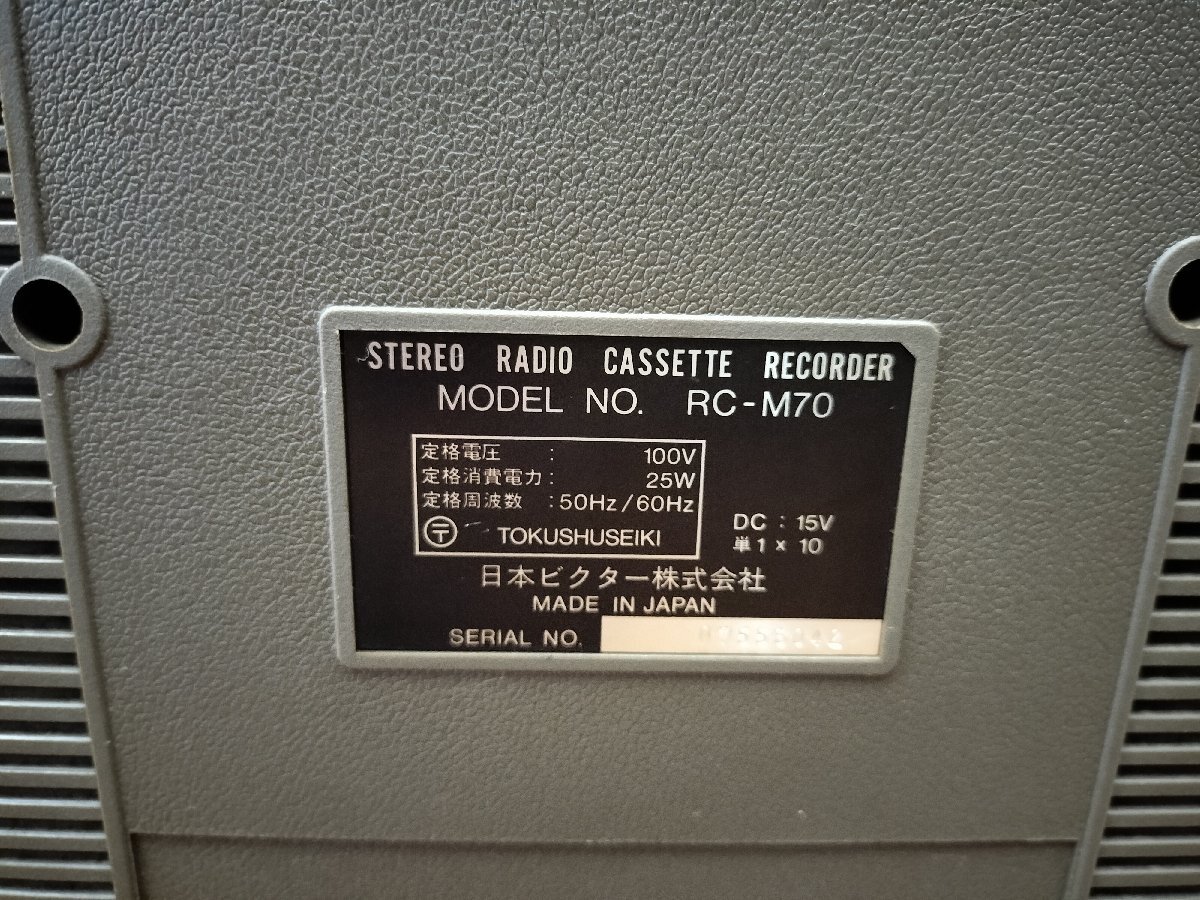 STEREO RADIO CASSETTE RECORDER
MODEL NO. RC-M70
定格電圧 : 100V
定格消費電力 : 25W
定格周波数 : 50Hz/60Hz
〶 TOKUSHUSEIKI
DC : 15V
単1 x 10
日本ビクター株式会社
MADE IN JAPAN
SERIAL NO.